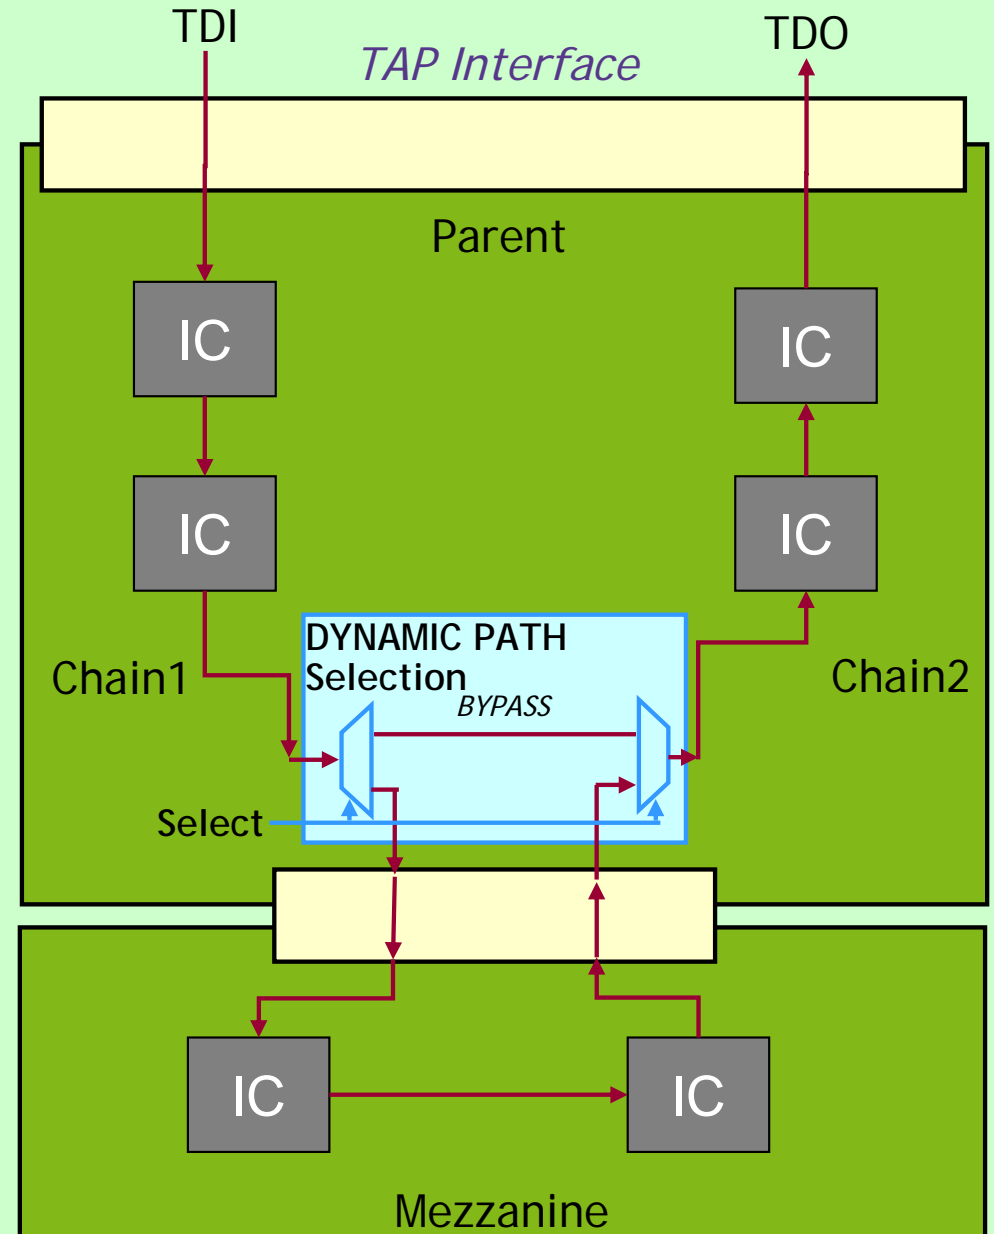 TDI
TAP Interface
TDO
Parent
IC
IC
IC
IC
Chain1
DYNAMIC PATH
Selection
BYPASS
Chain2
Select
IC
IC
Mezzanine